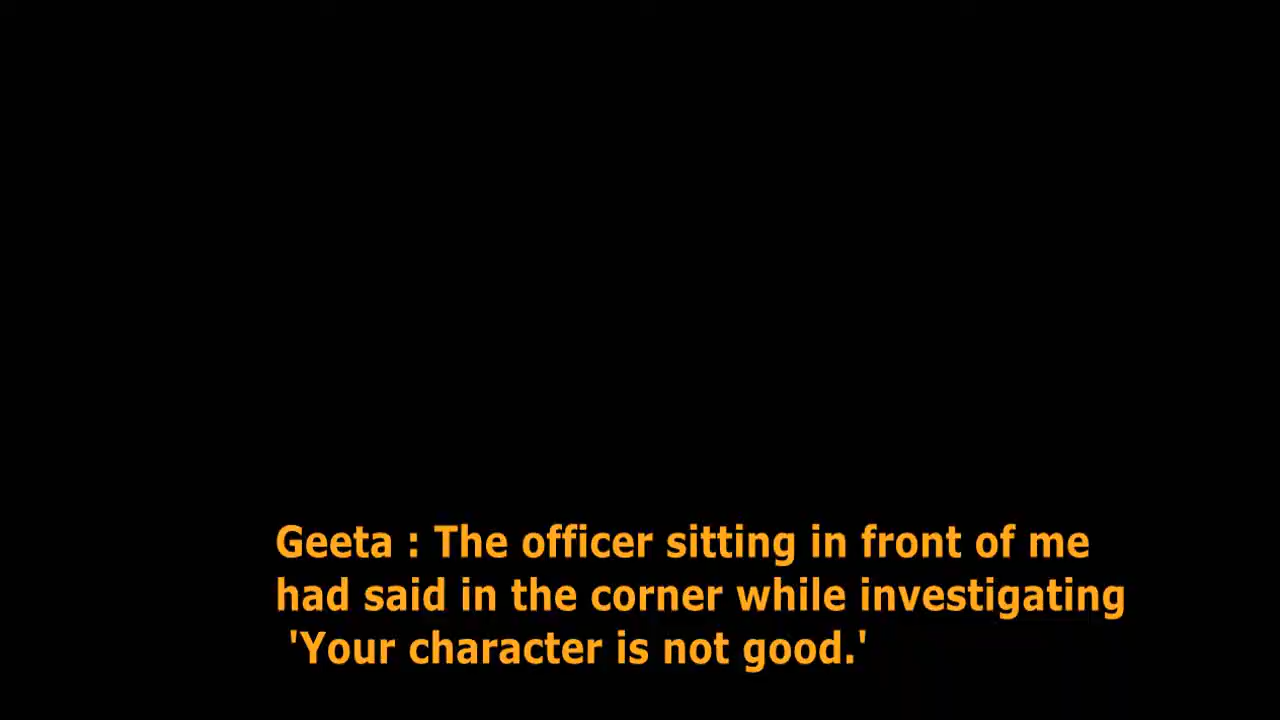 Geeta : The officer sitting in front of me
had said in the corner while investigating
'Your character is not good.'